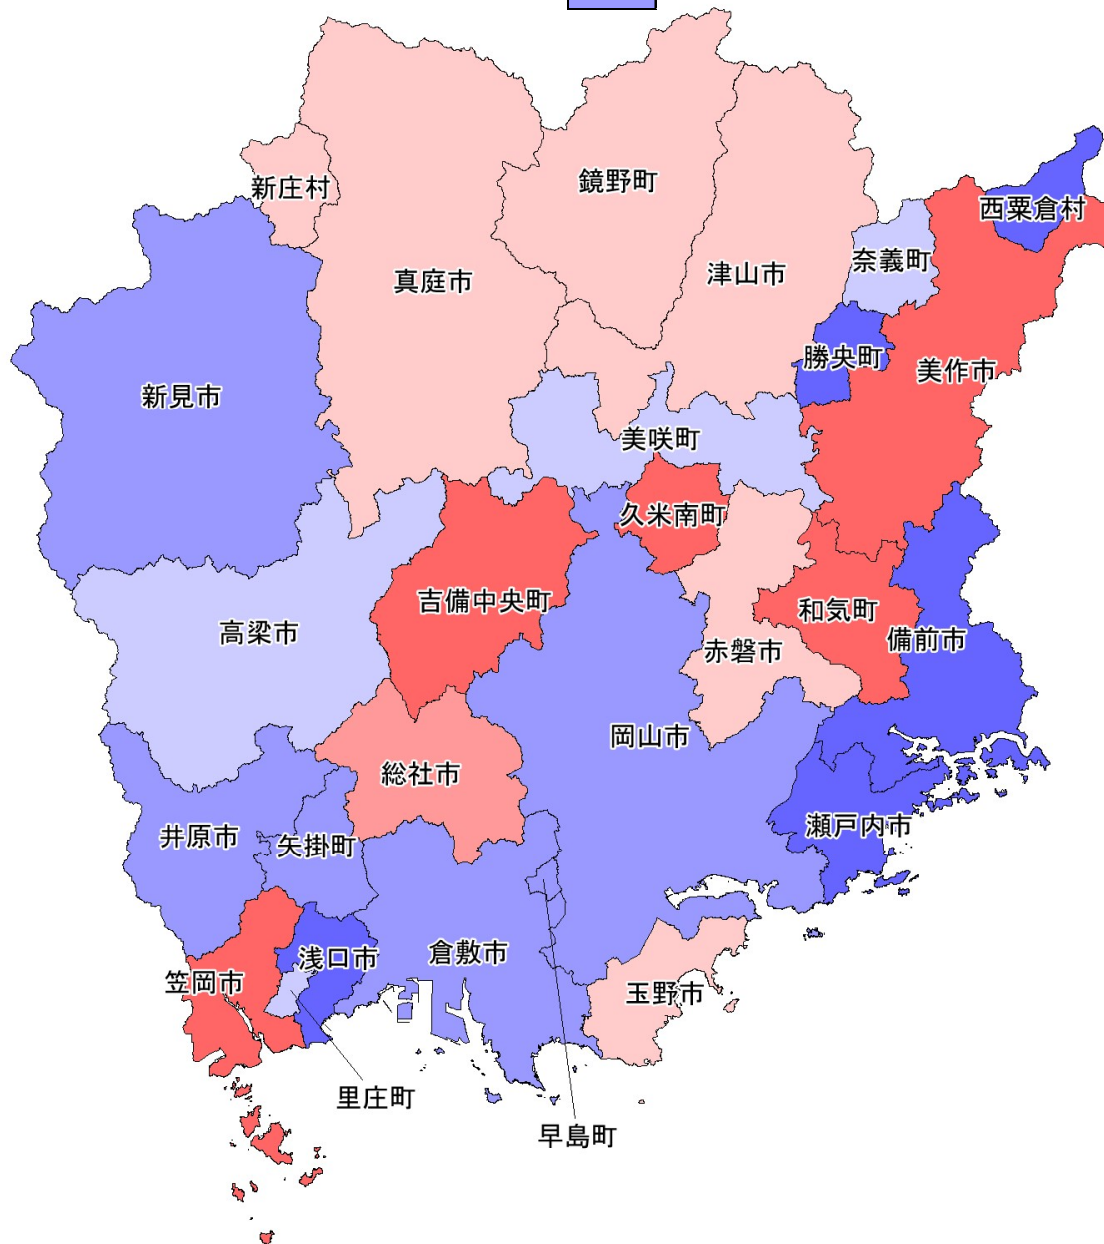 新庄村
鏡野町
西粟倉村
奈義町
真庭市
津山市
勝央町
美作市
新見市
美咲町
久米南町
吉備中央町
和気町
高梁市
備前市
赤磐市
岡山市
総社市
瀬戸内市
井原市
矢掛町
倉敷市
浅口市
笠岡市
玉野市
里庄町
早島町